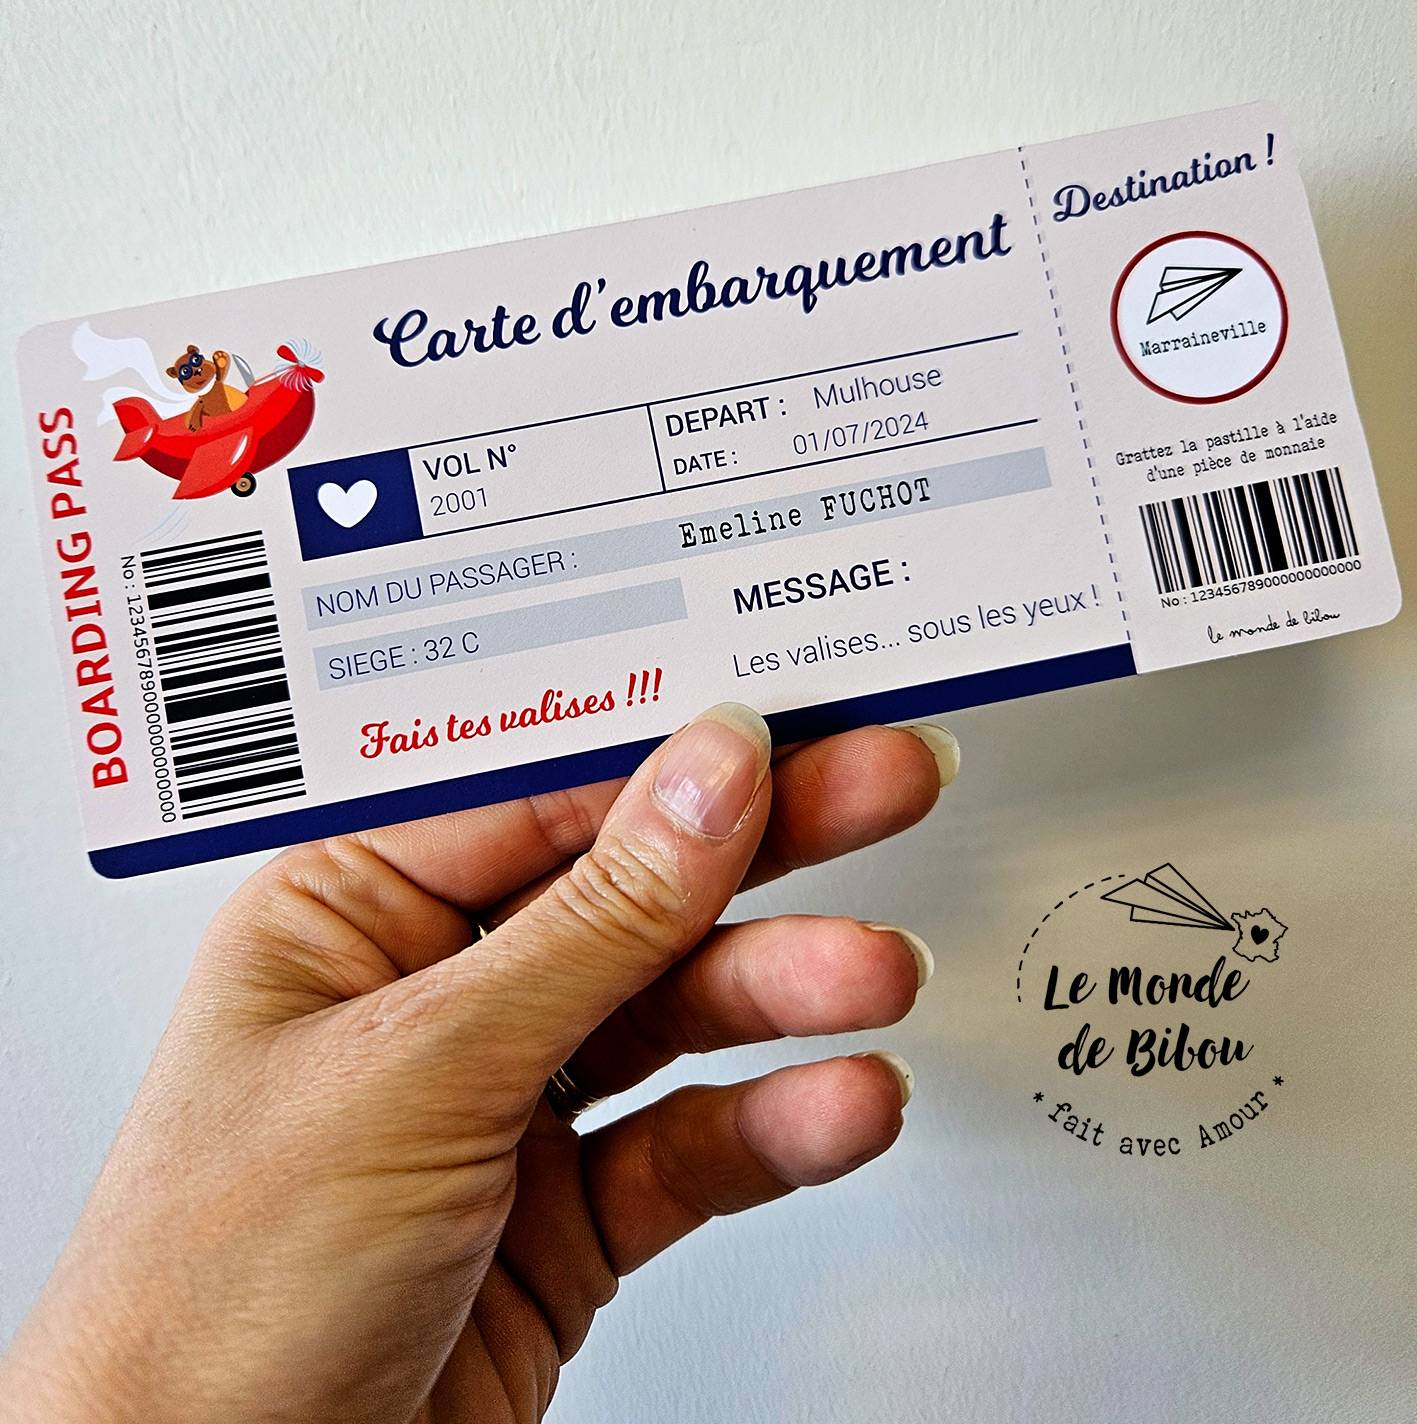 BOARDING PASS
No : 123456789000000000000
Carte d'embarquement
VOL N°
2001
DEPART : Mulhouse
DATE : 01/07/2024
NOM DU PASSAGER : Emeline FUCHOT
SIEGE : 32 C
Fais tes valises !!!
MESSAGE :
Les valises... sous les yeux !
Destination !
Marraineville
Grattez la pastille à l'aide
d'une pièce de monnaie
No : 123456789000000000000
le monde de bibou
Le Monde
de Bibou
* fait avec Amour *